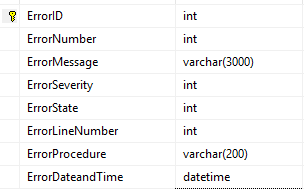 ErrorID int
ErrorNumber int
ErrorMessage varchar(3000)
ErrorSeverity int
ErrorState int
ErrorLineNumber int
ErrorProcedure varchar(200)
ErrorDateandTime datetime